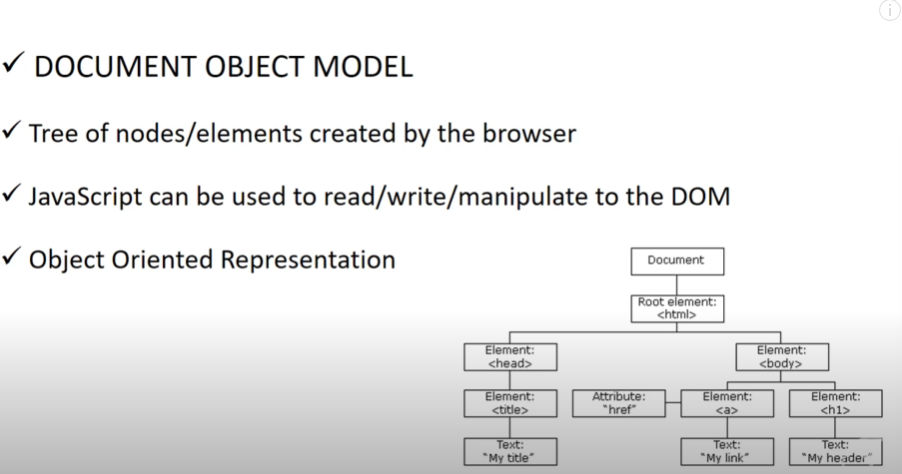 ✓ DOCUMENT OBJECT MODEL
✓ Tree of nodes/elements created by the browser
✓ JavaScript can be used to read/write/manipulate to the DOM
✓ Object Oriented Representation
Document
Root element:
<html>
Element:
<head>
Element:
<body>
Element:
<title>
Attribute:
"href"
Element:
<a>
Element:
<h1>
Text:
"My title"
Text:
"My link"
Text:
"My header"